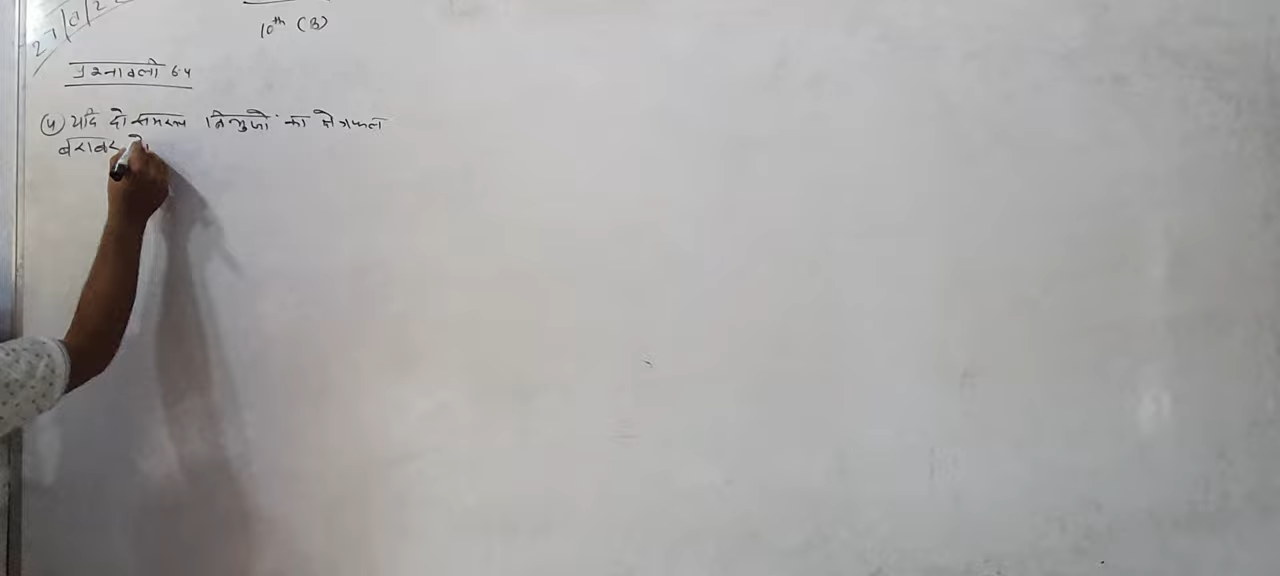 10th (B)
प्रश्नावली 6.4
(4) यदि दो समरूप त्रिभुजों का क्षेत्रफल
बराबर हो